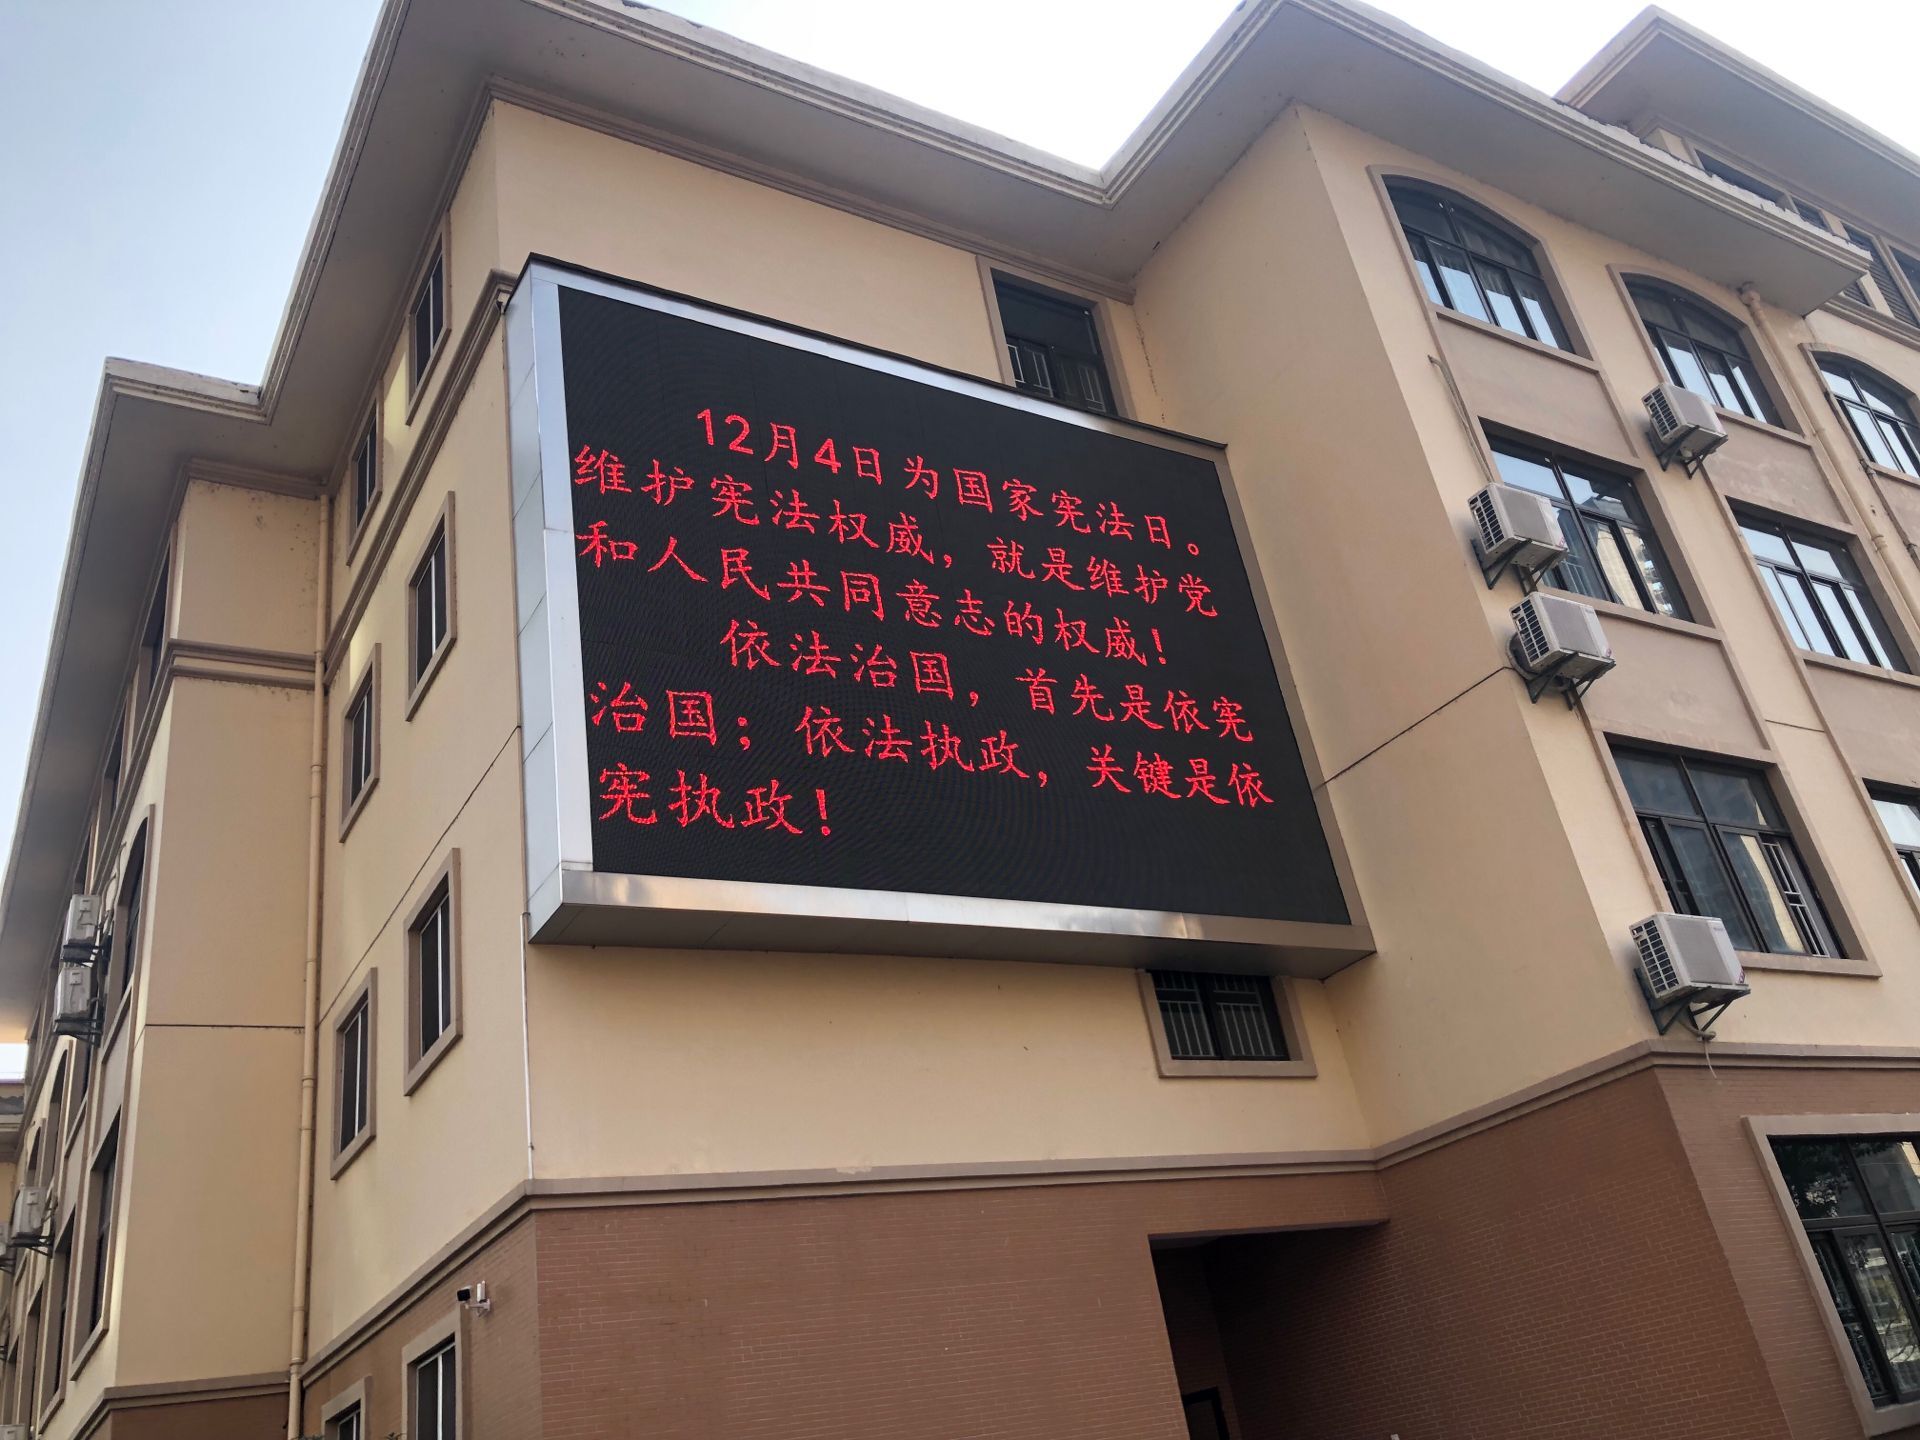 12月4日为国家宪法日。
维护宪法权威，就是维护党
和人民共同意志的权威！
依法治国，首先是依宪
治国；依法执政，关键是依
宪执政！